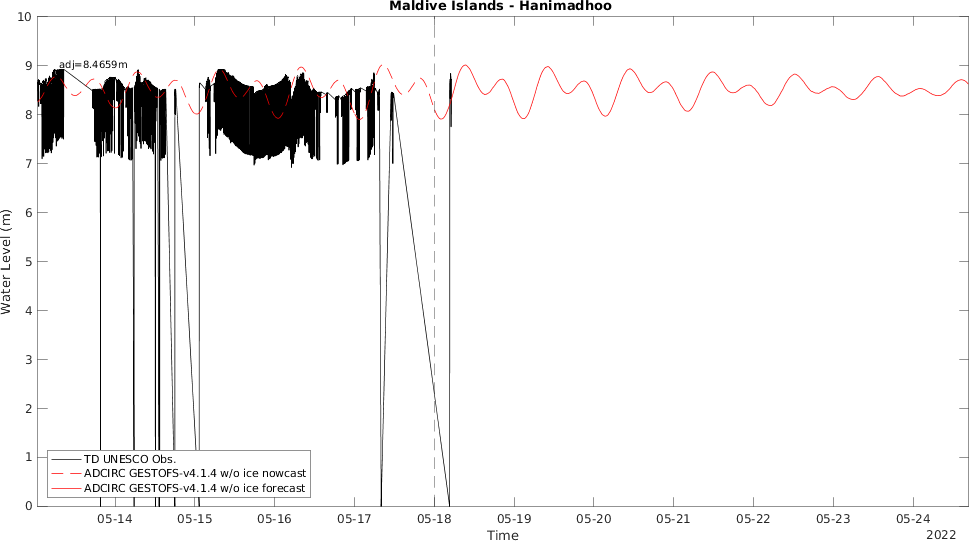 Maldive Islands - Hanimadhoo
10
9
8
7
6
5
4
3
2
1
0
Water Level (m)
adj=8.4659m
TD UNESCO Obs.
ADCIRC GESTOFS-v4.1.4 w/o ice nowcast
ADCIRC GESTOFS-v4.1.4 w/o ice forecast
05-14 05-15 05-16 05-17 05-18 05-19 05-20 05-21 05-22 05-23 05-24
Time
2022